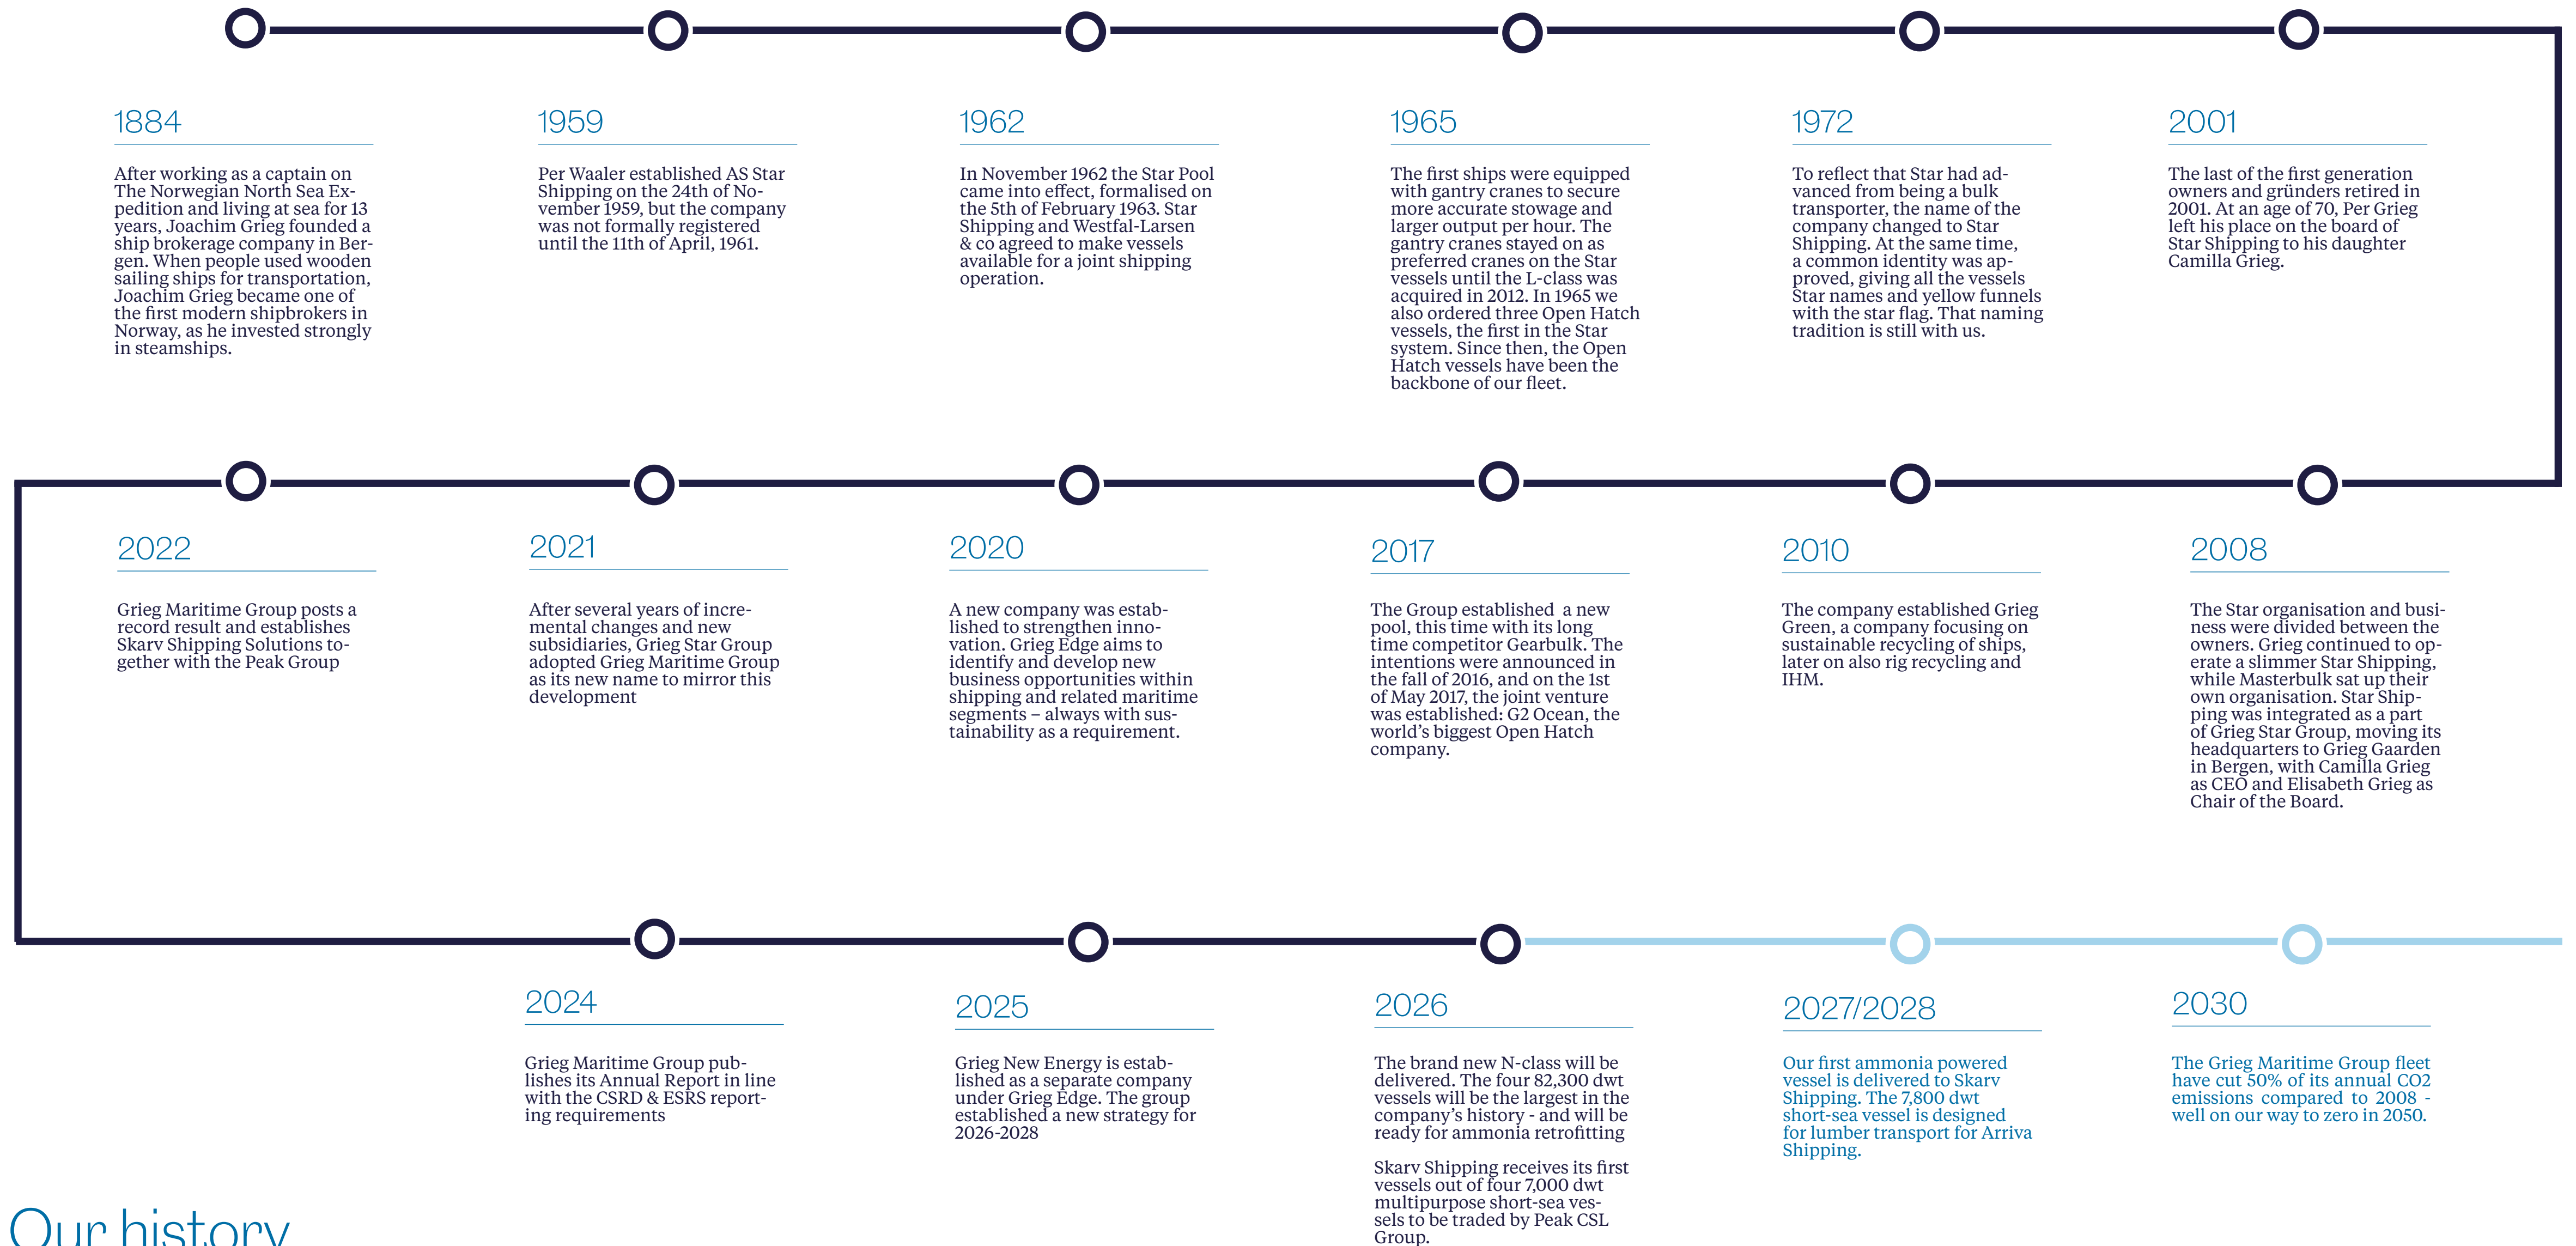 1884
After working as a captain on
The Norwegian North Sea Ex-
pedition and living at sea for 13
years, Joachim Grieg founded a
ship brokerage company in Ber-
gen. When people used wooden
sailing ships for transportation,
Joachim Grieg became one of
the first modern shipbrokers in
Norway, as he invested strongly
in steamships.
1959
Per Waaler established AS Star
Shipping on the 24th of No-
vember 1959, but the company
was not formally registered
until the 11th of April, 1961.
1962
In November 1962 the Star Pool
came into effect, formalised on
the 5th of February 1963. Star
Shipping and Westfal-Larsen
& co agreed to make vessels
available for a joint shipping
operation.
1965
The first ships were equipped
with gantry cranes to secure
more accurate stowage and
larger output per hour. The
gantry cranes stayed on as
preferred cranes on the Star
vessels until the L-class was
acquired in 2012. In 1965 we
also ordered three Open Hatch
vessels, the first in the Star
system. Since then, the Open
Hatch vessels have been the
backbone of our fleet.
1972
To reflect that Star had ad-
vanced from being a bulk
transporter, the name of the
company changed to Star
Shipping. At the same time,
a common identity was ap-
proved, giving all the vessels
Star names and yellow funnels
with the star flag. That naming
tradition is still with us.
2001
The last of the first generation
owners and gründers retired in
2001. At an age of 70, Per Grieg
left his place on the board of
Star Shipping to his daughter
Camilla Grieg.
2022
Grieg Maritime Group posts a
record result and establishes
Skarv Shipping Solutions to-
gether with the Peak Group
2021
After several years of incre-
mental changes and new
subsidiaries, Grieg Star Group
adopted Grieg Maritime Group
as its new name to mirror this
development
2020
A new company was estab-
lished to strengthen inno-
vation. Grieg Edge aims to
identify and develop new
business opportunities within
shipping and related maritime
segments – always with sus-
tainability as a requirement.
2017
The Group established a new
pool, this time with its long
time competitor Gearbulk. The
intentions were announced in
the fall of 2016, and on the 1st
of May 2017, the joint venture
was established: G2 Ocean, the
world's biggest Open Hatch
company.
2010
The company established Grieg
Green, a company focusing on
sustainable recycling of ships,
later on also rig recycling and
IHM.
2008
The Star organisation and busi-
ness were divided between the
owners. Grieg continued to op-
erate a slimmer Star Shipping,
while Masterbulk sat up their
own organisation. Star Ship-
ping was integrated as a part
of Grieg Star Group, moving its
headquarters to Grieg Gaarden
in Bergen, with Camilla Grieg
as CEO and Elisabeth Grieg as
Chair of the Board.
2024
Grieg Maritime Group pub-
lishes its Annual Report in line
with the CSRD & ESRS report-
ing requirements
2025
Grieg New Energy is estab-
lished as a separate company
under Grieg Edge. The group
established a new strategy for
2026-2028
2026
The brand new N-class will be
delivered. The four 82,300 dwt
vessels will be the largest in the
company's history - and will be
ready for ammonia retrofitting
Skarv Shipping receives its first
vessels out of four 7,000 dwt
multipurpose short-sea ves-
sels to be traded by Peak CSL
Group.
2027/2028
Our first ammonia powered
vessel is delivered to Skarv
Shipping. The 7,800 dwt
short-sea vessel is designed
for lumber transport for Arriva
Shipping.
2030
The Grieg Maritime Group fleet
have cut 50% of its annual CO2
emissions compared to 2008 -
well on our way to zero in 2050.
Our history